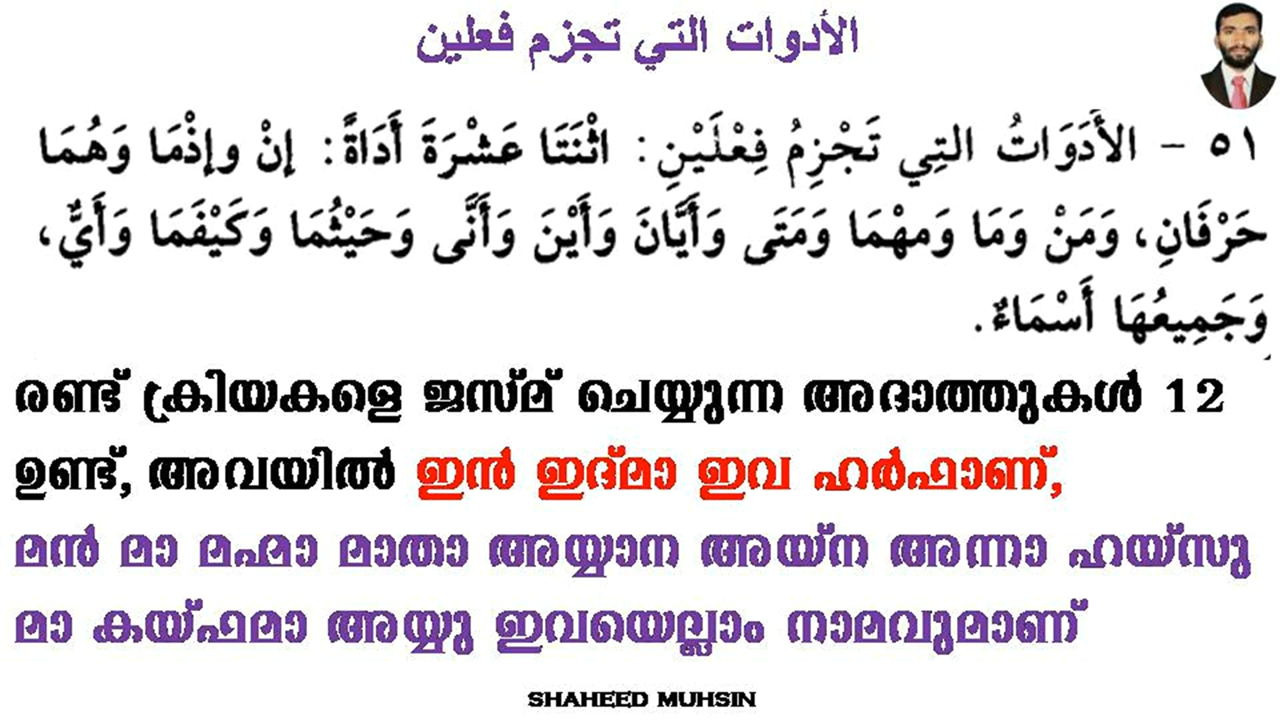 الأدوات التي تجزم فعلين
٥١ - الأَدَوَاتُ التِي تَجْزِمُ فِعْلَيْنِ: اثْنَتَا عَشْرَةَ أَدَاةً: إنْ وإذْمَا وَهُمَا
حَرْفَانِ، وَمَنْ وَمَا وَمهْمَا وَمَتَى وَأَيَّانَ وَأَيْنَ وَأَنَّى وَحَيْثُمَا وَكَيْفَمَا وَأَيٌّ،
وَجَمِيعُهَا أَسْمَاءٌ.
രണ്ട് ക്രിയകളെ ജസ്മ് ചെയ്യുന്ന അദാത്തുകൾ 12
ഉണ്ട്, അവയിൽ ഇൻ ഇദ്മാ ഇവ ഹർഫാണ്,
മൻ മാ മഹ്മാ മാതാ അയ്യാന അയ്ന അന്നാ ഹയ്സു
മാ കയ്ഫമാ അയ്യു ഇവയെല്ലാം നാമവുമാണ്
SHAHEED MUHSIN